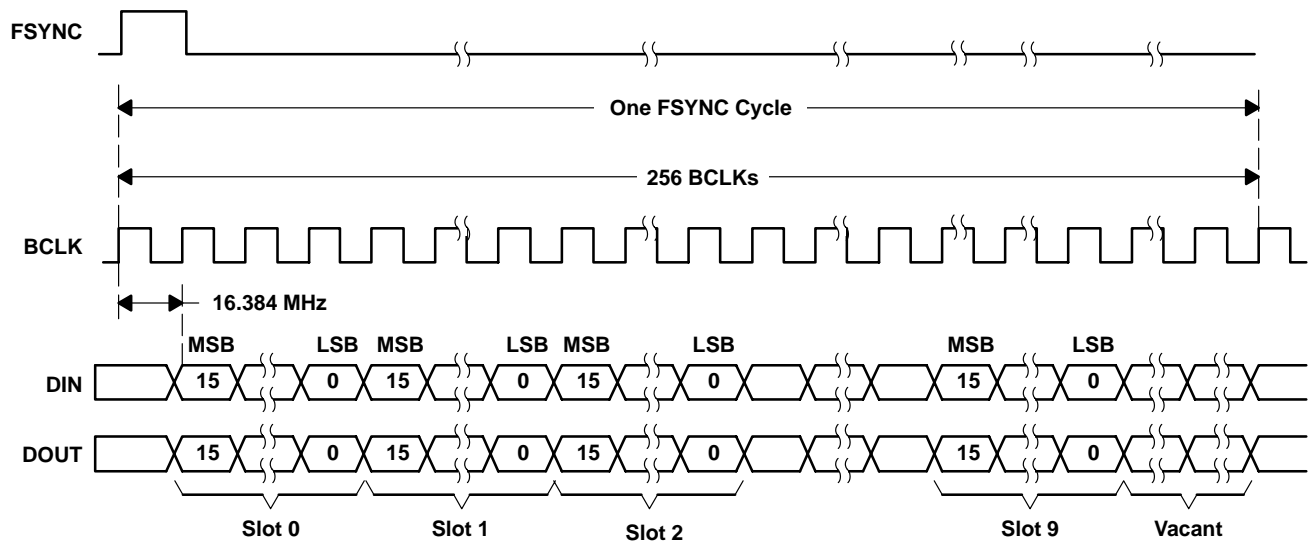 FSYNC
One FSYNC Cycle
256 BCLKs
BCLK
16.384 MHz
MSB LSB MSB LSB MSB LSB MSB LSB
DIN 15 0 15 0 15 0 15 0
DOUT 15 0 15 0 15 0 15 0
Slot 0 Slot 1 Slot 2 Slot 9 Vacant